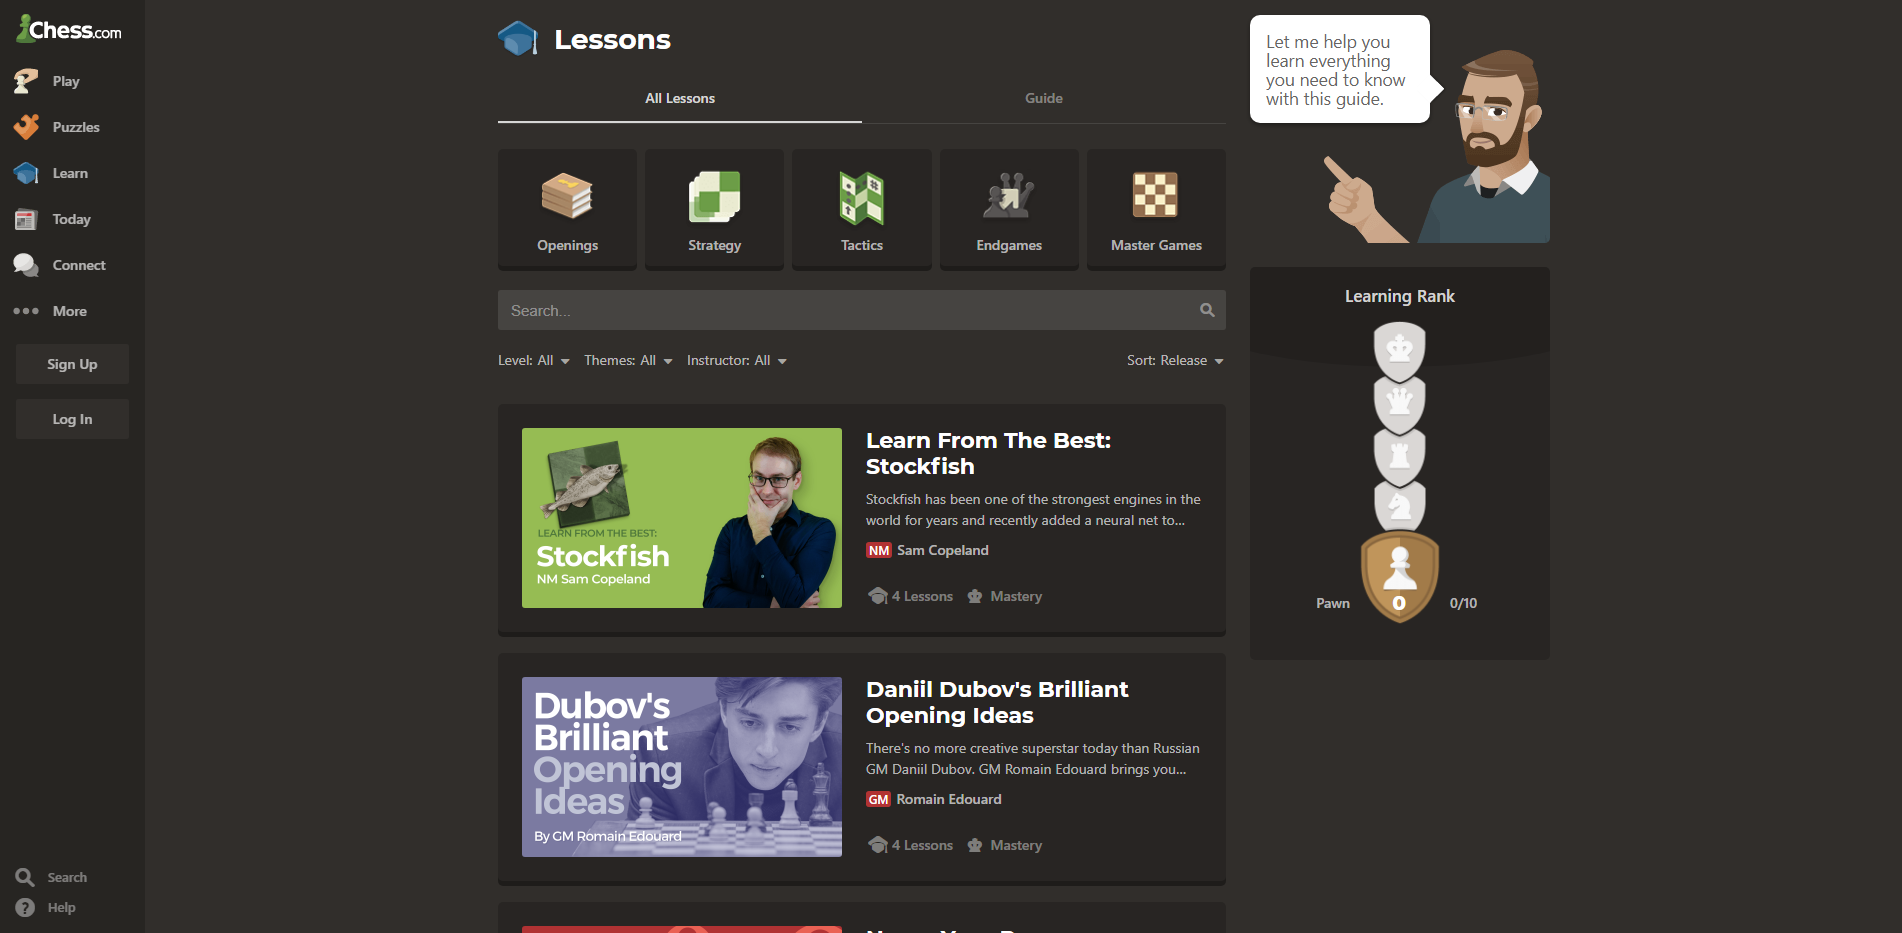 Chess.com
Play
Puzzles
Learn
Today
Connect
More
Sign Up
Log In
Search
Help
Lessons
All Lessons
Guide
Openings
Strategy
Tactics
Endgames
Master Games
Search...
Level: All
Themes: All
Instructor: All
Sort: Release
LEARN FROM THE BEST:
Stockfish
NM Sam Copeland
Learn From The Best:
Stockfish
Stockfish has been one of the strongest engines in the
world for years and recently added a neural net to...
NM Sam Copeland
4 Lessons
Mastery
Dubov's
Brilliant
Opening
Ideas
By GM Romain Edouard
Daniil Dubov's Brilliant
Opening Ideas
There's no more creative superstar today than Russian
GM Daniil Dubov. GM Romain Edouard brings you...
GM Romain Edouard
4 Lessons
Mastery
Let me help you
learn everything
you need to know
with this guide.
Learning Rank
Pawn
0
0/10